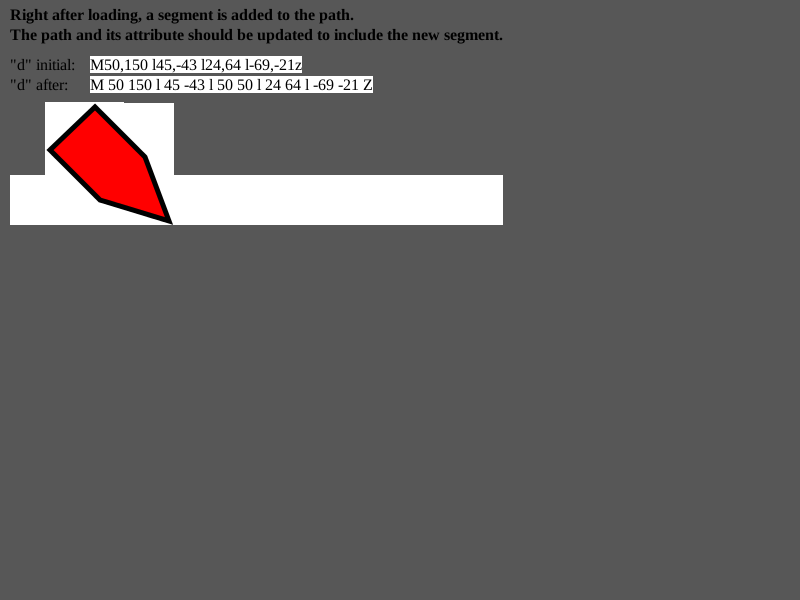 Right after loading, a segment is added to the path.
The path and its attribute should be updated to include the new segment.
"d" initial: M50,150 l45,-43 l24,64 l-69,-21z
"d" after: M 50 150 l 45 -43 l 50 50 l 24 64 l -69 -21 Z